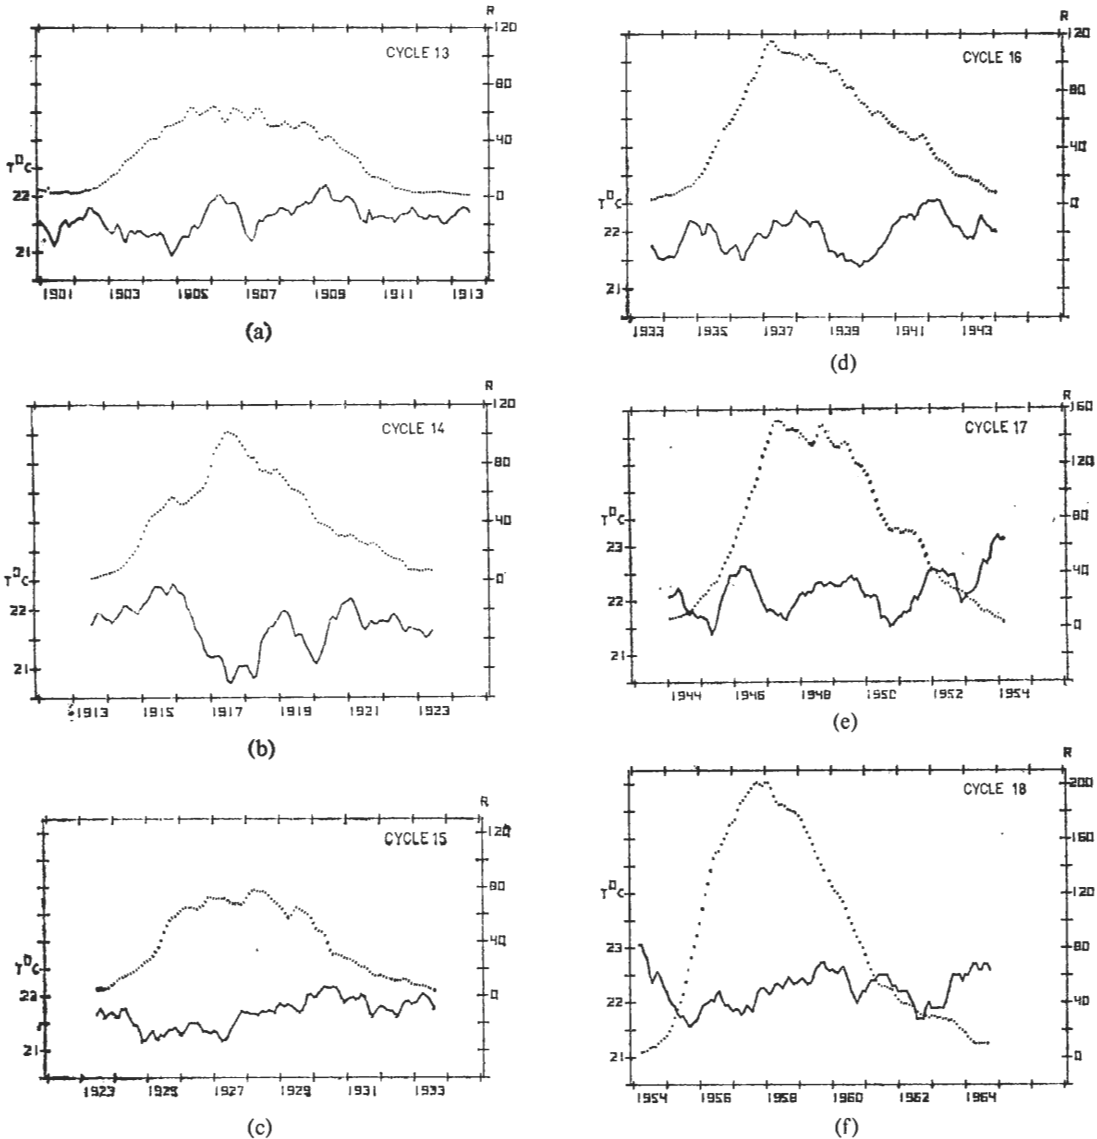 R
120
CYCLE 13
80
40
T°C
22
0
21
1901 1903 1905 1907 1909 1911 1913
(a)
R
120
CYCLE 14
80
40
T°C
0
22
21
1913 1915 1917 1919 1921 1923
(b)
R
120
CYCLE 15
80
40
T°C
22
0
21
1923 1925 1927 1929 1931 1933
(c)
R
120
CYCLE 16
80
40
T°C
0
22
21
1933 1935 1937 1939 1941 1943
(d)
R
160
CYCLE 17
120
80
T°C
23
40
22
0
21
1944 1946 1948 1950 1952 1954
(e)
R
200
CYCLE 18
160
T°C
120
23
80
22
40
21
0
1954 1956 1958 1960 1962 1964
(f)